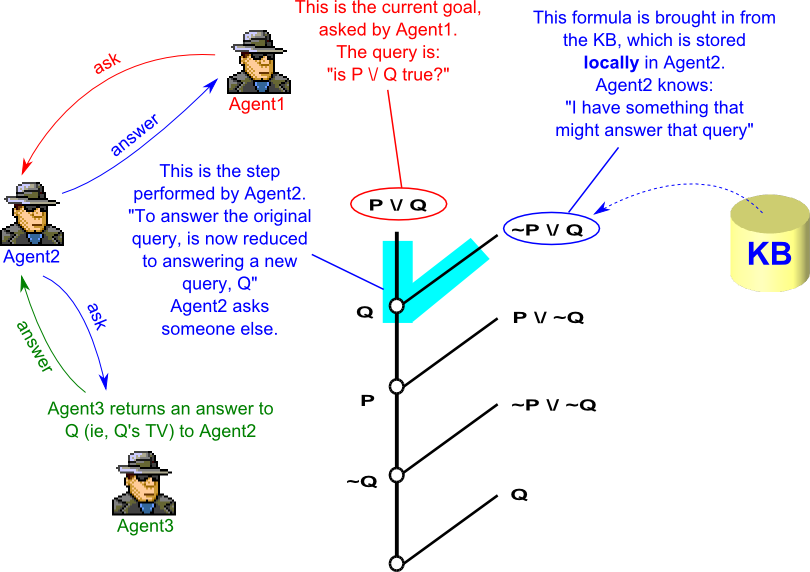 This is the current goal,
asked by Agent1.
The query is:
"is P \/ Q true?"
This formula is brought in from
the KB, which is stored
locally in Agent2.
Agent2 knows:
"I have something that
might answer that query"
ask
Agent1
answer
This is the step
performed by Agent2.
"To answer the original
query, is now reduced
to answering a new
query, Q"
Agent2 asks
someone else.
P \/ Q
~P \/ Q
KB
Agent2
Q
P \/ ~Q
ask
answer
P
Agent3 returns an answer to
Q (ie, Q's TV) to Agent2
~P \/ ~Q
~Q
Q
Agent3